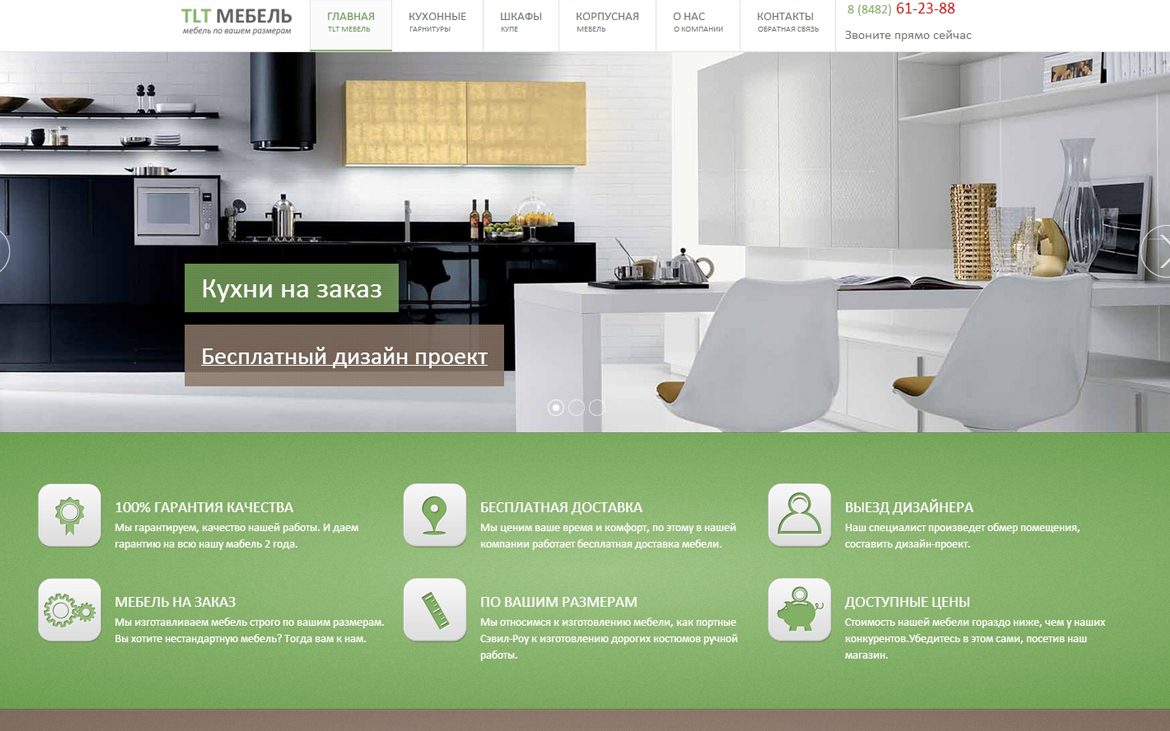 TLT МЕБЕЛЬ
мебель по вашем размерам
ГЛАВНАЯ
TLT МЕБЕЛЬ
КУХОННЫЕ
ГАРНИТУРЫ
ШКАФЫ
КУПЕ
КОРПУСНАЯ
МЕБЕЛЬ
О НАС
О КОМПАНИИ
КОНТАКТЫ
ОБРАТНАЯ СВЯЗЬ
8 (8482) 61-23-88
Звоните прямо сейчас
Кухни на заказ
Бесплатный дизайн проект
100% ГАРАНТИЯ КАЧЕСТВА
Мы гарантируем, качество нашей работы. И даем
гарантию на всю нашу мабель 2 года.
БЕСПЛАТНАЯ ДОСТАВКА
Мы ценим ваше время и комфорт, по этому в нашей
компании работает бесплатная доставка мебели.
ВЫЕЗД ДИЗАЙНЕРА
Наш специалист произведет обмер помещения,
составить дизайн-проект.
МЕБЕЛЬ НА ЗАКАЗ
Мы изготавливаем мебель строго по вашим размерам.
Вы хотите нестандартную мебель? Тогда вам к нам.
ПО ВАШИМ РАЗМЕРАМ
Мы относимся к изготовлению мебели, как портные
Сэвил-Роу к изготовлению дорогих костюмов ручной
работы.
ДОСТУПНЫЕ ЦЕНЫ
Стоимость нашей мебели гораздо ниже, чем у наших
конкурентов.Убедитесь в этом сами, посетив наш
магазин.